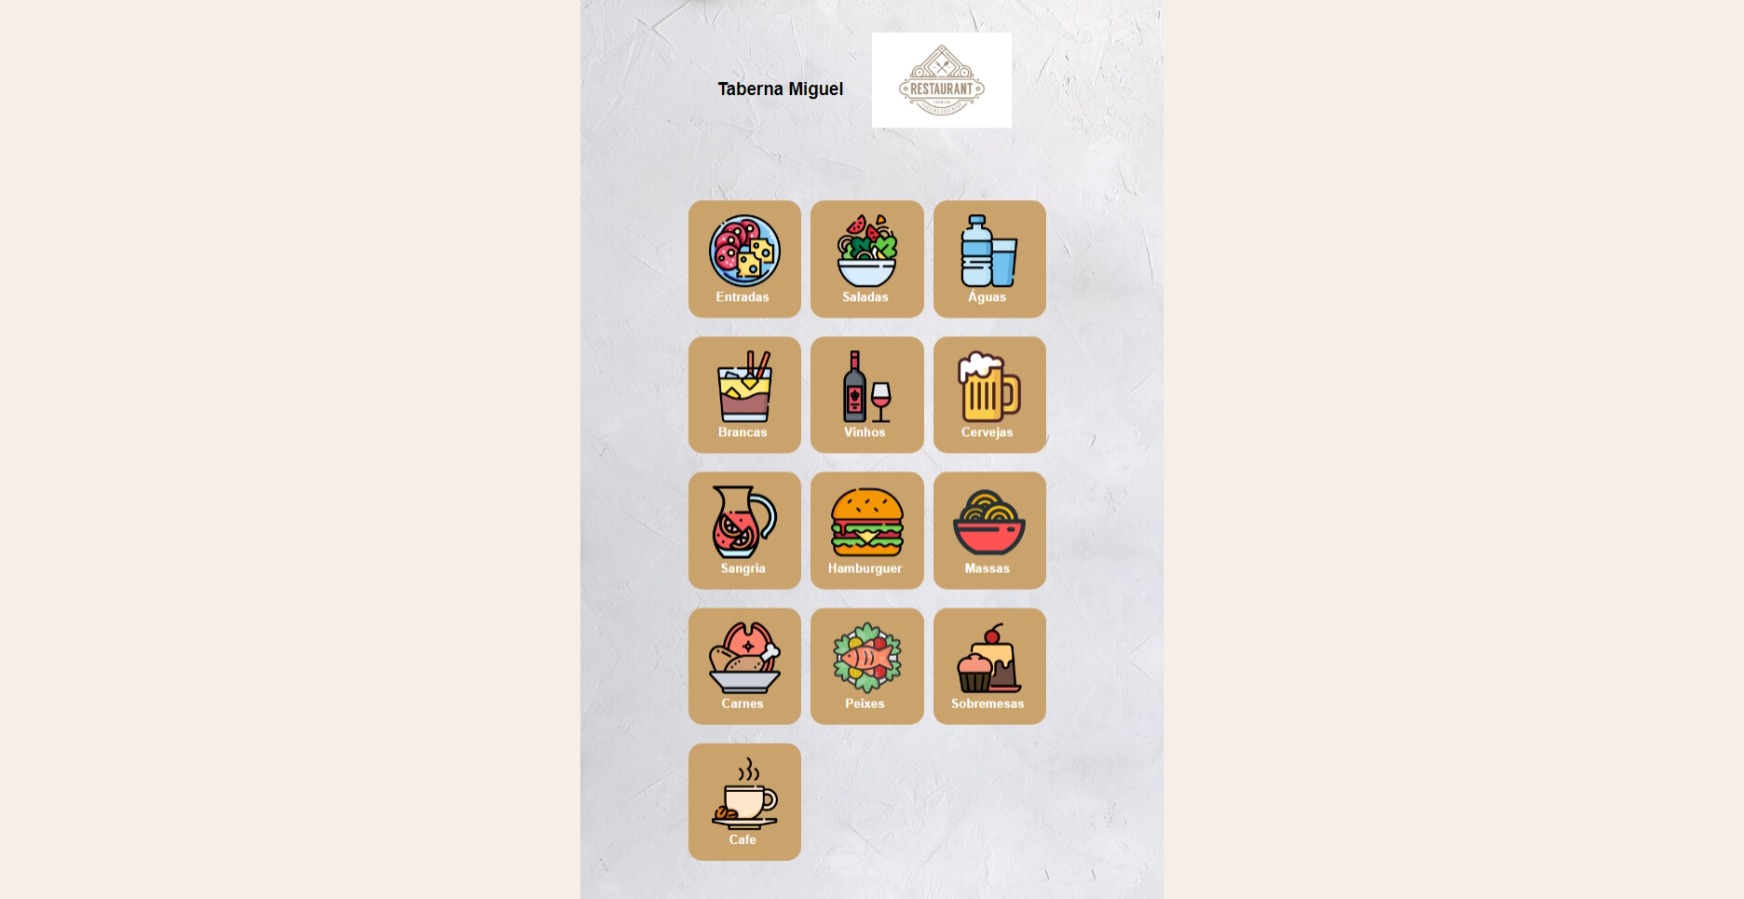 Taberna Miguel
RESTAURANT
Entradas
Saladas
Águas
Brancas
Vinhos
Cervejas
Sangria
Hamburguer
Massas
Carnes
Peixes
Sobremesas
Cafe